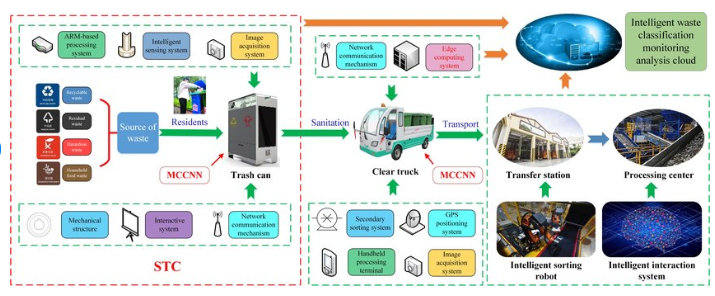 ARM-based
processing
system
Intelligent
sensing
system
Image
acquisition
system
Network
communication
mechanism
Edge
computing
system
Intelligent waste
classification
monitoring
analysis cloud
Recyclable
waste
Residual
waste
Hazardous
waste
Household
food waste
Source of
waste
Residents
Trash can
MCCNN
Sanitation
Clear truck
MCCNN
Transport
Transfer station
Processing center
Mechanical
structure
Interactive
system
Network
communication
mechanism
STC
Secondary
sorting system
GPS
positioning
system
Handheld
processing
terminal
Image
acquisition
system
Intelligent sorting
robot
Intelligent interaction
system